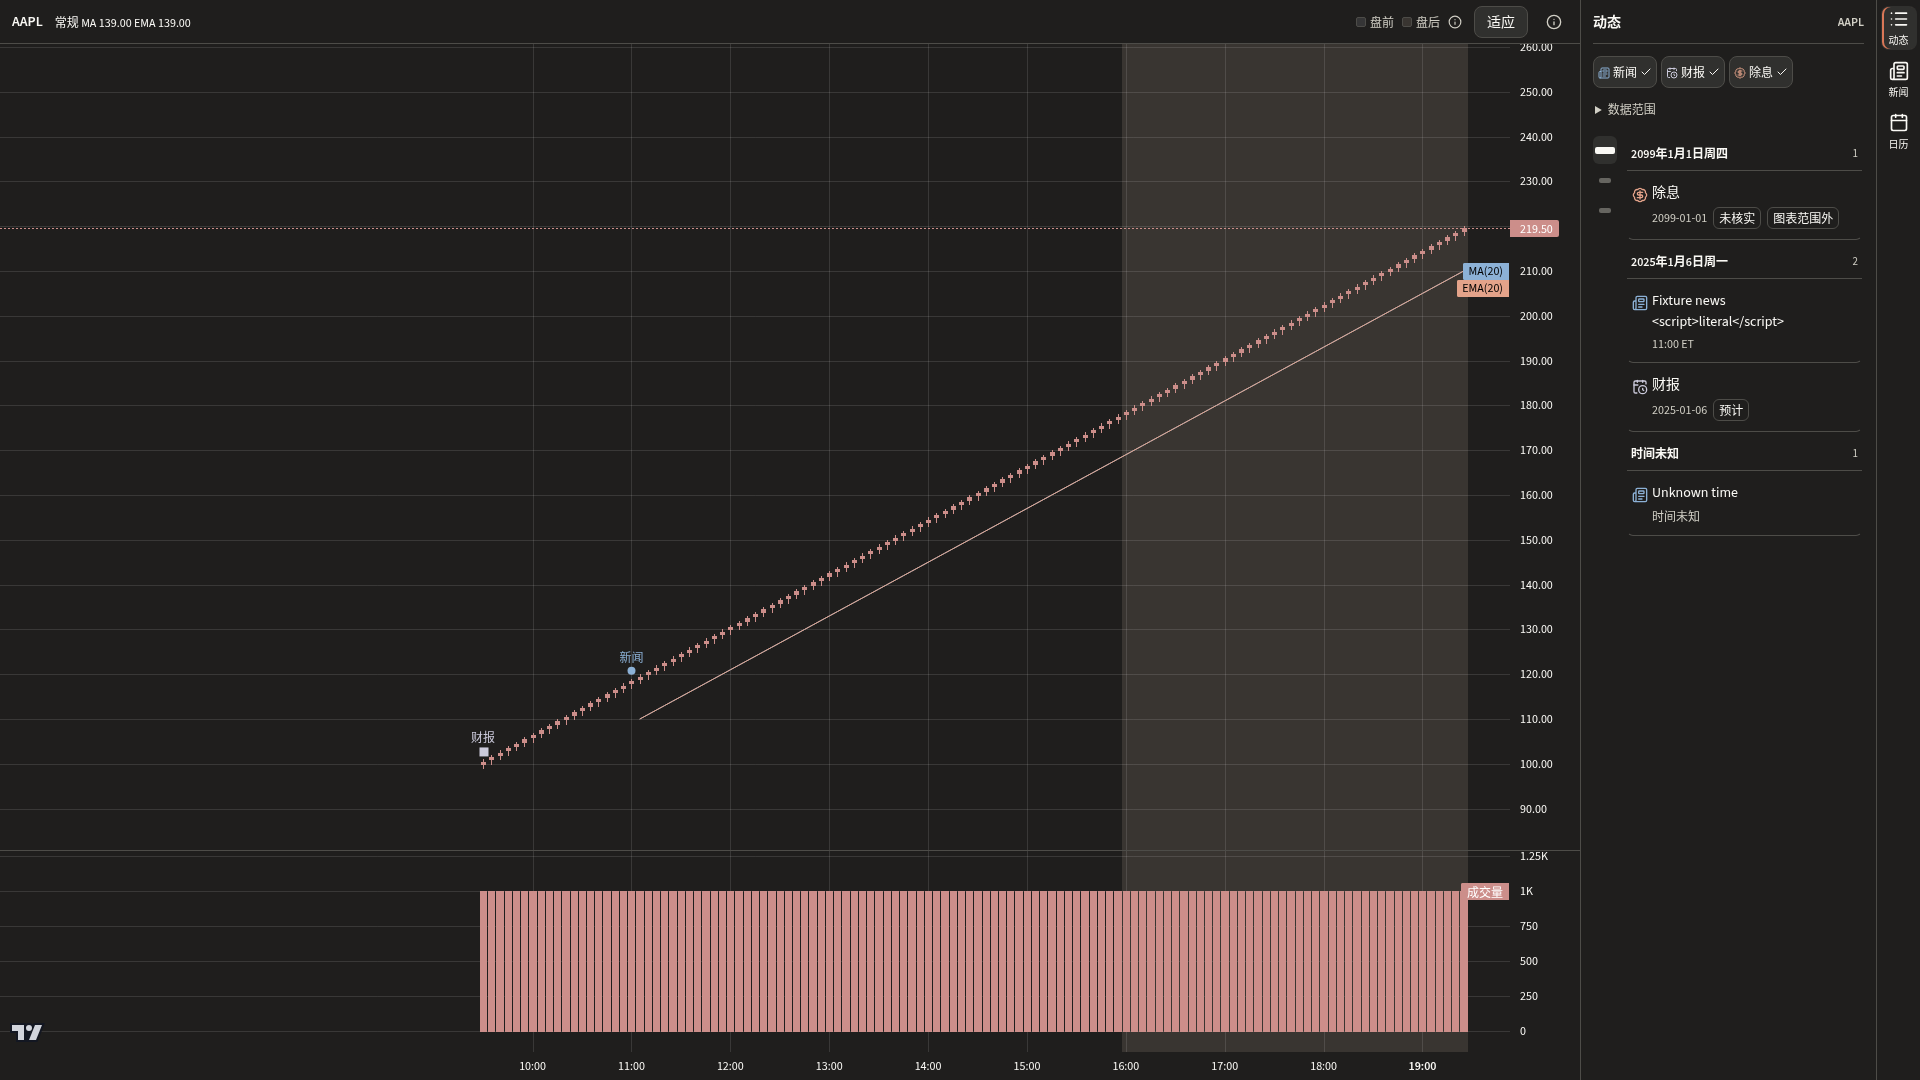 AAPL 常规 MA 139.00 EMA 139.00
盘前 盘后 适应
260.00
250.00
240.00
230.00
219.50
210.00
MA(20)
EMA(20)
200.00
190.00
180.00
170.00
160.00
150.00
140.00
130.00
120.00
110.00
100.00
90.00
新闻
财报
1.25K
成交量
1K
750
500
250
0
10:00 11:00 12:00 13:00 14:00 15:00 16:00 17:00 18:00 19:00
动态 AAPL
新闻 财报 除息
数据范围
2099年1月1日周四 1
除息
2099-01-01 未核实 图表范围外
2025年1月6日周一 2
Fixture news
<script>literal</script>
11:00 ET
财报
2025-01-06 预计
时间未知 1
Unknown time
时间未知
动态
新闻
日历